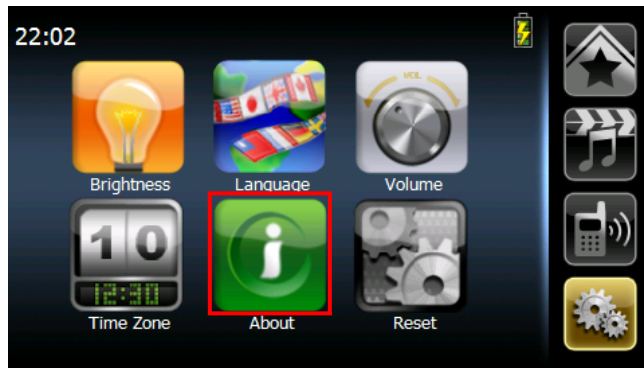 22:02
VOL
Brightness
Language
Volume
10
12:30
Time Zone
About
Reset